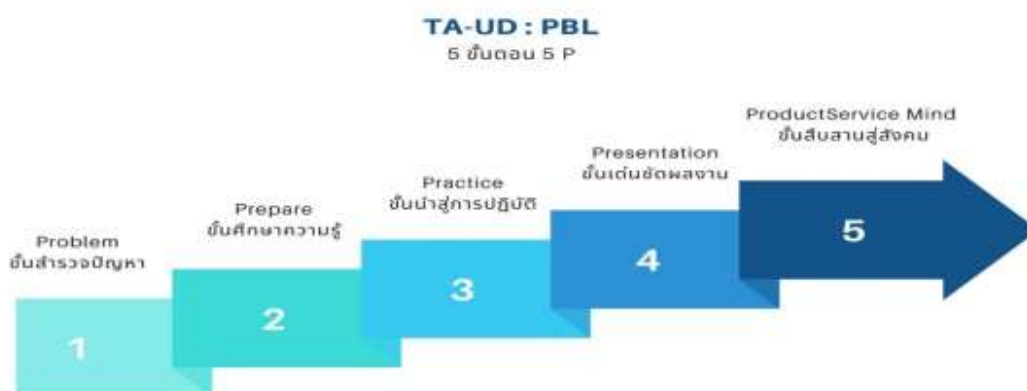 TA-UD : PBL
5 ขั้นตอน 5 P
Problem
ขั้นสำรวจปัญหา
1
Prepare
ขั้นศึกษาความรู้
2
Practice
ขั้นนำสู่การปฏิบัติ
3
Presentation
ขั้นเด่นชัดผลงาน
4
ProductService Mind
ขั้นสืบสานสู่สังคม
5